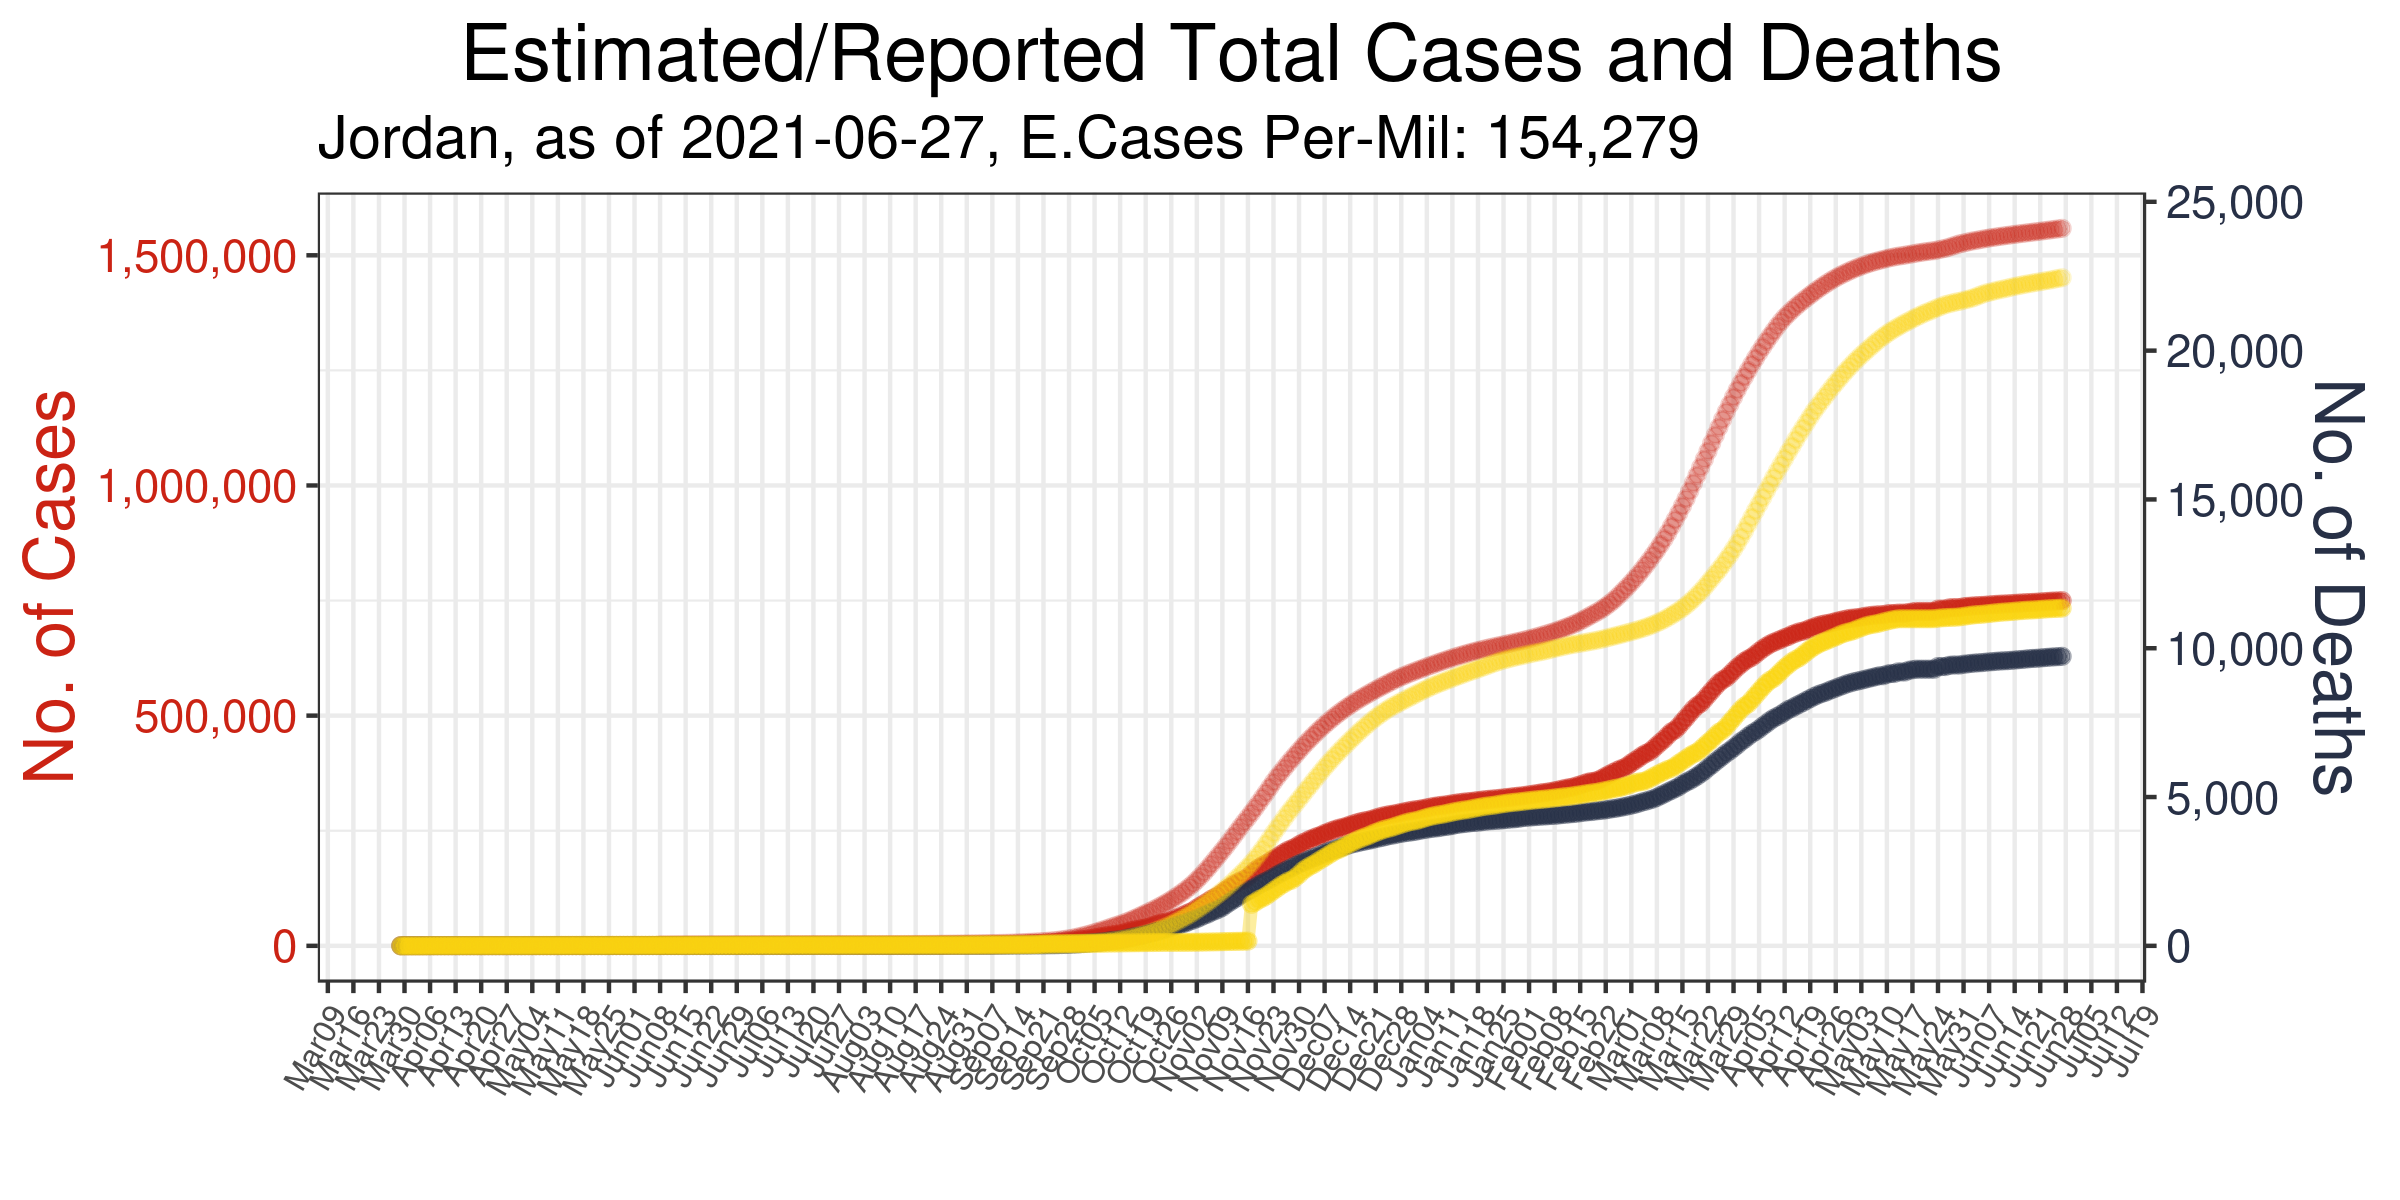 Estimated/Reported Total Cases and Deaths
Jordan, as of 2021-06-27, E.Cases Per-Mil: 154,279
No. of Cases
1,500,000
1,000,000
500,000
0
25,000
20,000
15,000
10,000
5,000
0
No. of Deaths
Mar09
Mar16
Mar23
Mar30
Apr06
Apr13
Apr20
Apr27
May04
May11
May18
May25
Jun01
Jun08
Jun15
Jun22
Jun29
Jul06
Jul13
Jul20
Jul27
Aug03
Aug10
Aug17
Aug24
Aug31
Sep07
Sep14
Sep21
Sep28
Oct05
Oct12
Oct19
Oct26
Nov02
Nov09
Nov16
Nov23
Nov30
Dec07
Dec14
Dec21
Dec28
Jan04
Jan11
Jan18
Jan25
Feb01
Feb08
Feb15
Feb22
Mar01
Mar08
Mar15
Mar22
Mar29
Apr05
Apr12
Apr19
Apr26
May03
May10
May17
May24
May31
Jun07
Jun14
Jun21
Jun28
Jul05
Jul12
Jul19